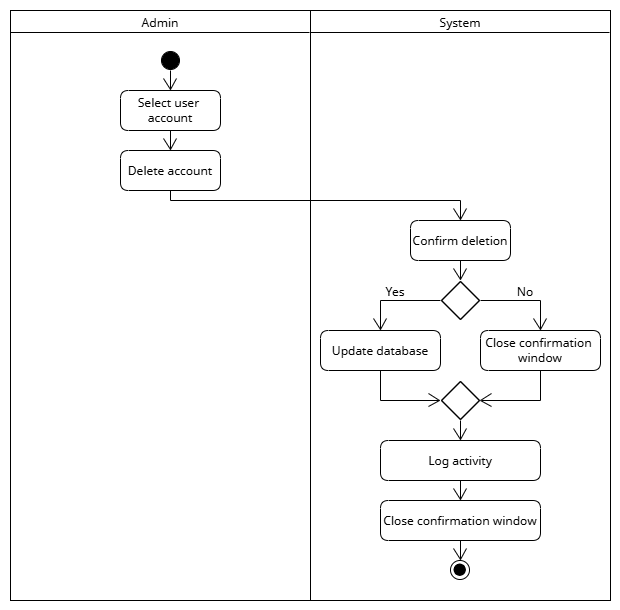 Admin
System
Select user
account
Delete account
Confirm deletion
Yes
No
Update database
Close confirmation
window
Log activity
Close confirmation window